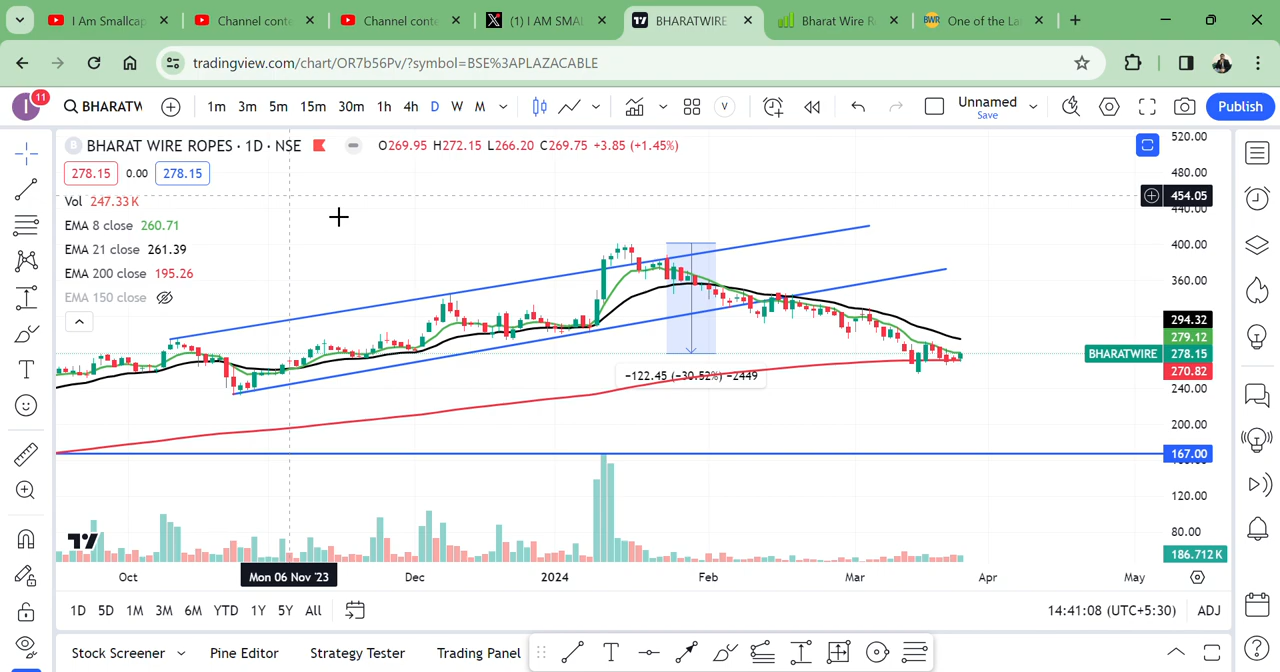 I Am Smallcap
Channel conte
Channel conte
(1) I AM SMAL
BHARATWIRE
Bharat Wire R
BWR
One of the La
tradingview.com/chart/OR7b56Pv/?symbol=BSE%3APLAZACABLE
I
11
BHARATW
1m 3m 5m 15m 30m 1h 4h D W M
V
Unnamed
Save
Publish
B
BHARAT WIRE ROPES · 1D · NSE
O269.95 H272.15 L266.20 C269.75 +3.85 (+1.45%)
278.15 0.00 278.15
Vol 247.33 K
EMA 8 close 260.71
EMA 21 close 261.39
EMA 200 close 195.26
EMA 150 close
520.00
480.00
454.05
440.00
400.00
360.00
294.32
279.12
BHARATWIRE 278.15
270.82
240.00
200.00
167.00
120.00
80.00
186.712 K
−122.45 (−30.52%) −2449
Oct
Mon 06 Nov '23
Dec
2024
Feb
Mar
Apr
May
1D 5D 1M 3M 6M YTD 1Y 5Y All
14:41:08 (UTC+5:30)
ADJ
Stock Screener
Pine Editor
Strategy Tester
Trading Panel
T